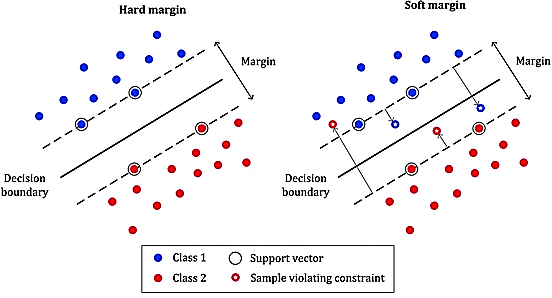 Hard margin
Soft margin
Margin
Margin
Decision
boundary
Decision
boundary
Class 1
Support vector
Class 2
Sample violating constraint